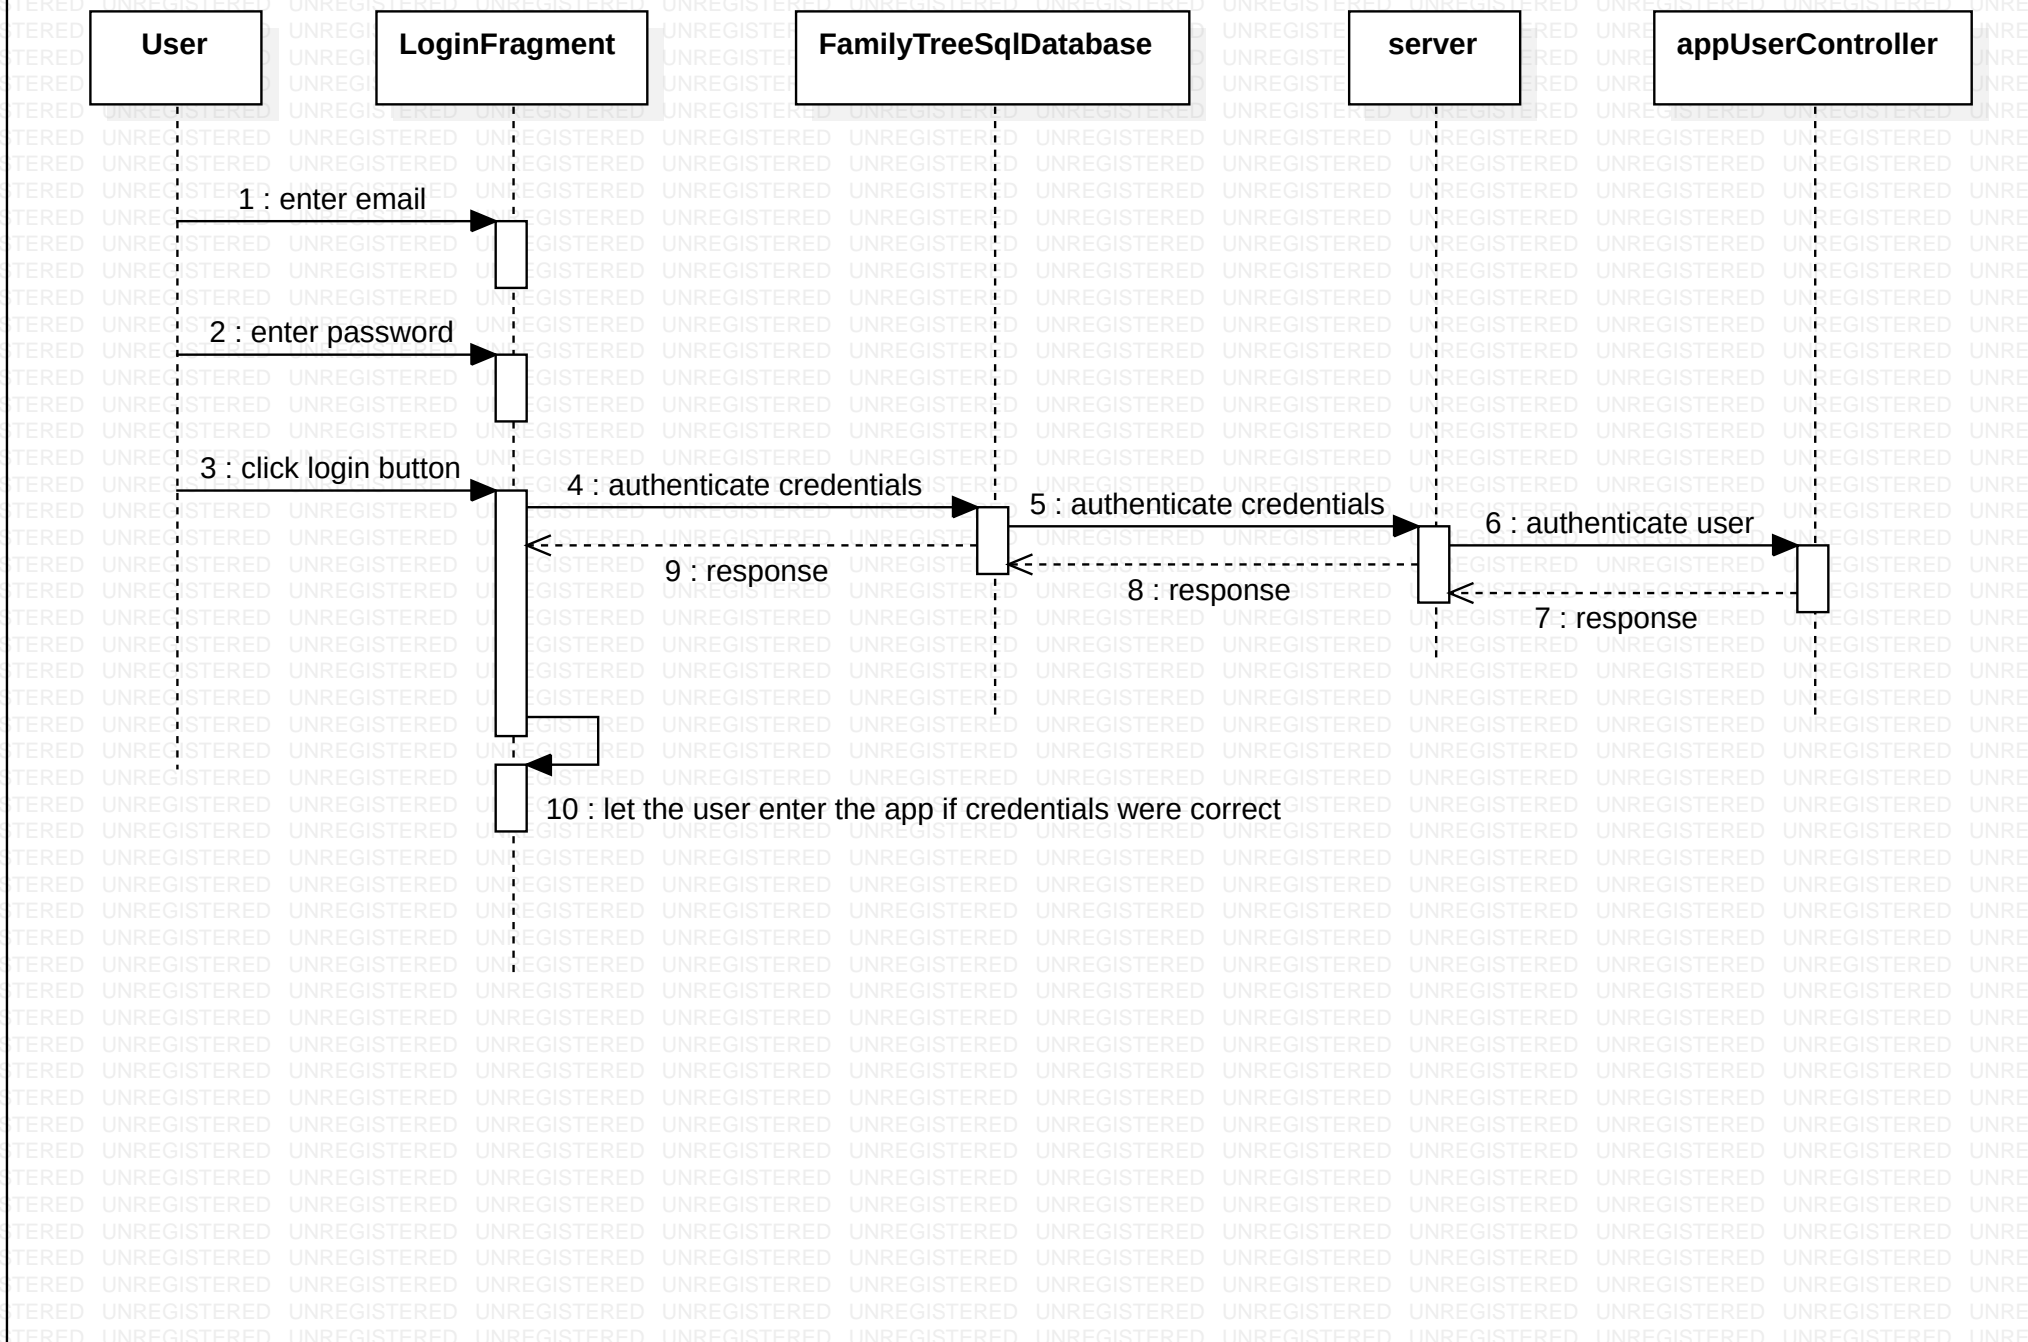 User
LoginFragment
FamilyTreeSqlDatabase
server
appUserController
1 : enter email
2 : enter password
3 : click login button
4 : authenticate credentials
5 : authenticate credentials
6 : authenticate user
7 : response
8 : response
9 : response
10 : let the user enter the app if credentials were correct
UNREGISTERED